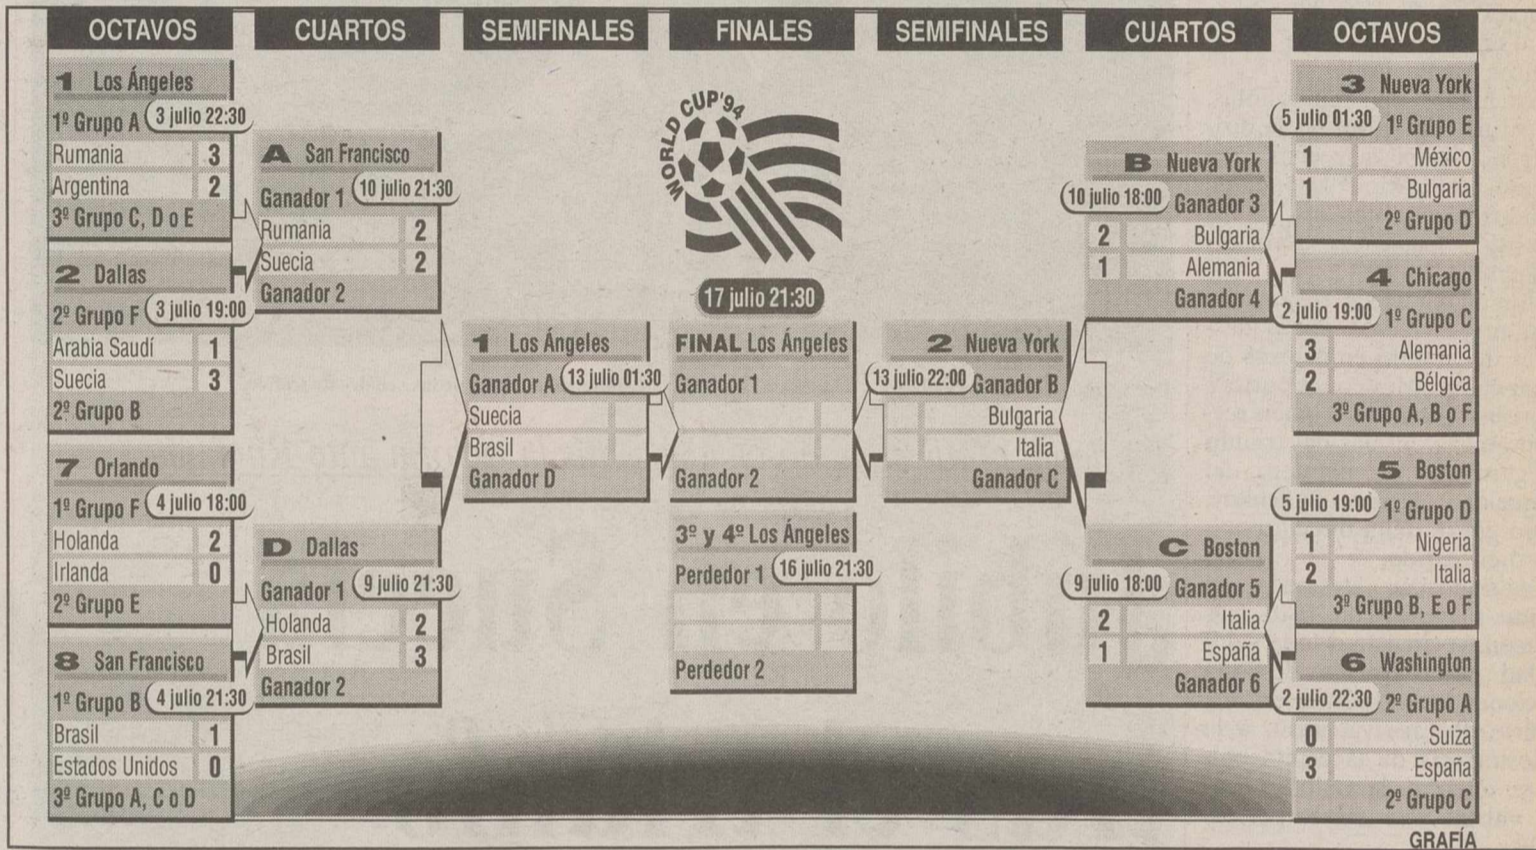 OCTAVOS
CUARTOS
SEMIFINALES
FINALES
SEMIFINALES
CUARTOS
OCTAVOS
1 Los Ángeles
1º Grupo A 3 julio 22:30
Rumania 3
Argentina 2
3º Grupo C, D o E
2 Dallas
2º Grupo F 3 julio 19:00
Arabia Saudí 1
Suecia 3
2º Grupo B
7 Orlando
1º Grupo F 4 julio 18:00
Holanda 2
Irlanda 0
2º Grupo E
8 San Francisco
1º Grupo B 4 julio 21:30
Brasil 1
Estados Unidos 0
3º Grupo A, C o D
A San Francisco
Ganador 1 10 julio 21:30
Rumania 2
Suecia 2
Ganador 2
D Dallas
Ganador 1 9 julio 21:30
Holanda 2
Brasil 3
Ganador 2
1 Los Ángeles
Ganador A 13 julio 01:30
Suecia
Brasil
Ganador D
WORLD CUP'94
17 julio 21:30
FINAL Los Ángeles
Ganador 1
Ganador 2
3º y 4º Los Ángeles
Perdedor 1 16 julio 21:30
Perdedor 2
2 Nueva York
13 julio 22:00 Ganador B
Bulgaria
Italia
Ganador C
B Nueva York
10 julio 18:00 Ganador 3
2 Bulgaria
1 Alemania
Ganador 4
C Boston
9 julio 18:00 Ganador 5
2 Italia
1 España
Ganador 6
3 Nueva York
5 julio 01:30 1º Grupo E
1 México
1 Bulgaria
2º Grupo D
4 Chicago
2 julio 19:00 1º Grupo C
3 Alemania
2 Bélgica
3º Grupo A, B o F
5 Boston
5 julio 19:00 1º Grupo D
1 Nigeria
2 Italia
3º Grupo B, E o F
6 Washington
2 julio 22:30 2º Grupo A
0 Suiza
3 España
2º Grupo C
GRAFÍA